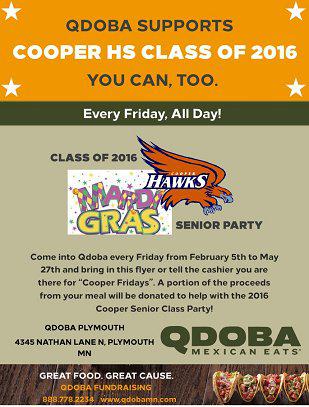 QDOBA SUPPORTS
COOPER HS CLASS OF 2016
YOU CAN, TOO.
Every Friday, All Day!
CLASS OF 2016
COOPER
HAWKS
MARDI
GRAS
SENIOR PARTY
Come into Qdoba every Friday from February 5th to May
27th and bring in this flyer or tell the cashier you are
there for "Cooper Fridays". A portion of the proceeds
from your meal will be donated to help with the 2016
Cooper Senior Class Party!
QDOBA PLYMOUTH
4345 NATHAN LANE N, PLYMOUTH
MN
QDOBA
MEXICAN EATS®
GREAT FOOD. GREAT CAUSE.
QDOBA FUNDRAISING
888.778.2234 www.qdobamn.com